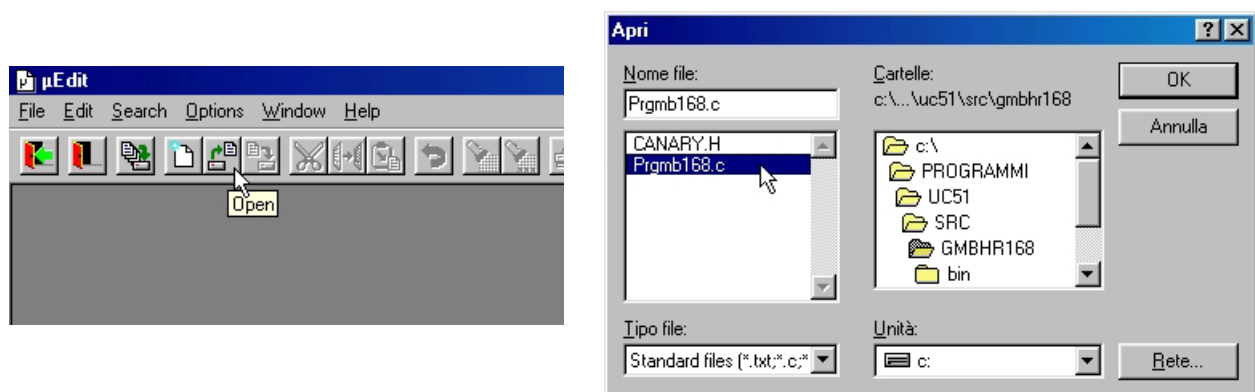 µEdit
File Edit Search Options Window Help
Open
Apri
Nome file:
Prgmb168.c
CANARY.H
Prgmb168.c
Tipo file:
Standard files (*.txt;*.c;*
Cartelle:
c:\...\uc51\src\gmbhr168
c:\
PROGRAMMI
UC51
SRC
GMBHR168
bin
Unità:
c:
OK
Annulla
Rete...